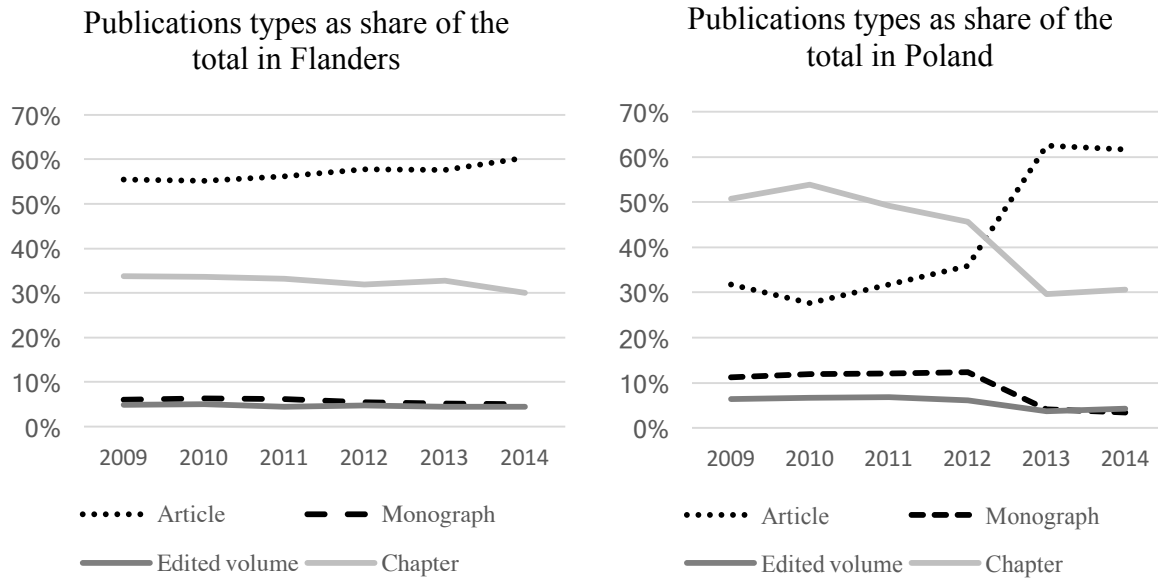 Publications types as share of the
total in Flanders
70%
60%
50%
40%
30%
20%
10%
0%
2009 2010 2011 2012 2013 2014
Article Monograph
Edited volume Chapter
Publications types as share of the
total in Poland
70%
60%
50%
40%
30%
20%
10%
0%
2009 2010 2011 2012 2013 2014
Article Monograph
Edited volume Chapter